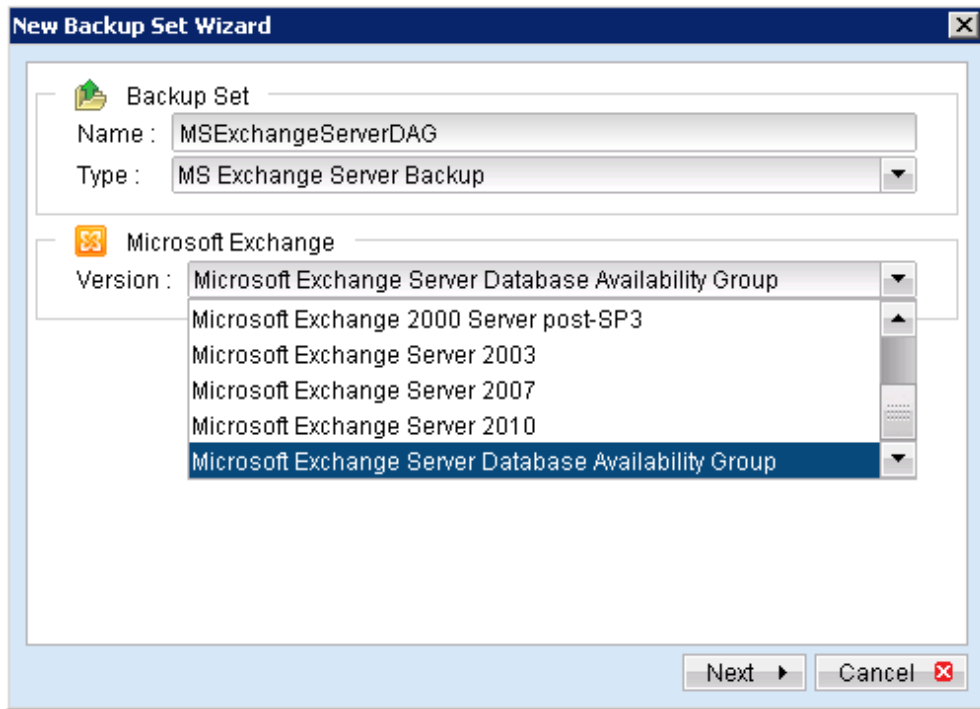 New Backup Set Wizard
Backup Set
Name : MSExchangeServerDAG
Type : MS Exchange Server Backup
Microsoft Exchange
Version : Microsoft Exchange Server Database Availability Group
Microsoft Exchange 2000 Server post-SP3
Microsoft Exchange Server 2003
Microsoft Exchange Server 2007
Microsoft Exchange Server 2010
Microsoft Exchange Server Database Availability Group
Next Cancel